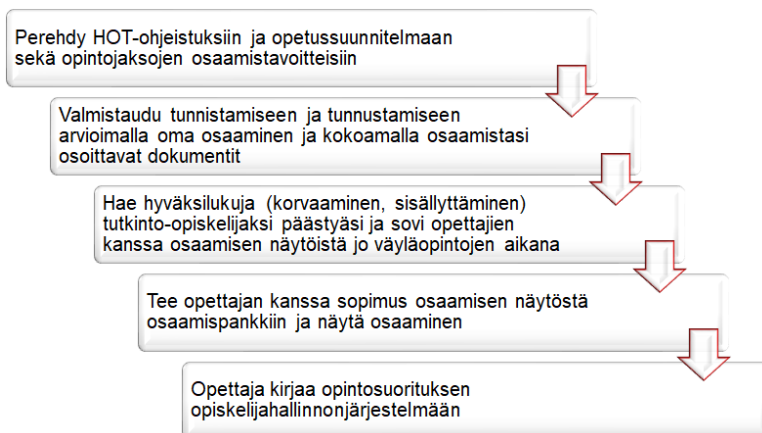 Perehdy HOT-ohjeistuksiin ja opetussuunnitelmaan
sekä opintojaksojen osaamistavoitteisiin
Valmistaudu tunnistamiseen ja tunnustamiseen
arvioimalla oma osaaminen ja kokoamalla osaamistasi
osoittavat dokumentit
Hae hyväksilukuja (korvaaminen, sisällyttäminen)
tutkinto-opiskelijaksi päästyäsi ja sovi opettajien
kanssa osaamisen näytöistä jo väyläopintojen aikana
Tee opettajan kanssa sopimus osaamisen näytöstä
osaamispankkiin ja näytä osaaminen
Opettaja kirjaa opintosuorituksen
opiskelijahallinnonjärjestelmään